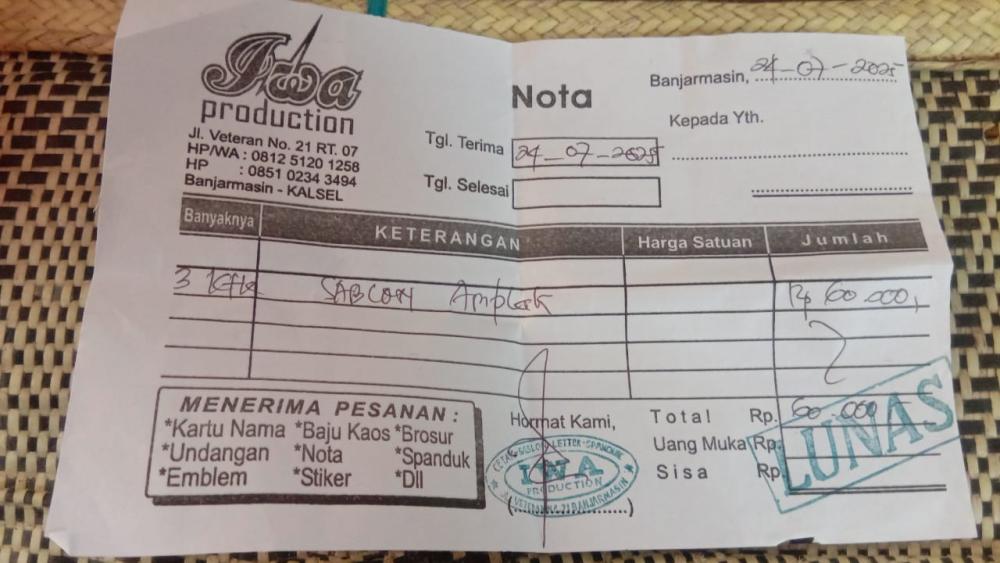 Iwa
production
Jl. Veteran No. 21 RT. 07
HP/WA : 0812 5120 1258
HP : 0851 0234 3494
Banjarmasin - KALSEL
Nota
Banjarmasin, 24-07-2025
Kepada Yth.
Tgl. Terima 24-07-2025
Tgl. Selesai
Banyaknya KETERANGAN Harga Satuan Jumlah
3 Amplok Rp 60.000,
MENERIMA PESANAN :
*Kartu Nama *Baju Kaos *Brosur
*Undangan *Nota *Spanduk
*Emblem *Stiker *Dll
Hormat Kami,
Total Rp. 60.000
Uang Muka Rp.
Sisa Rp.
LUNAS
IWA
PRODUCTION